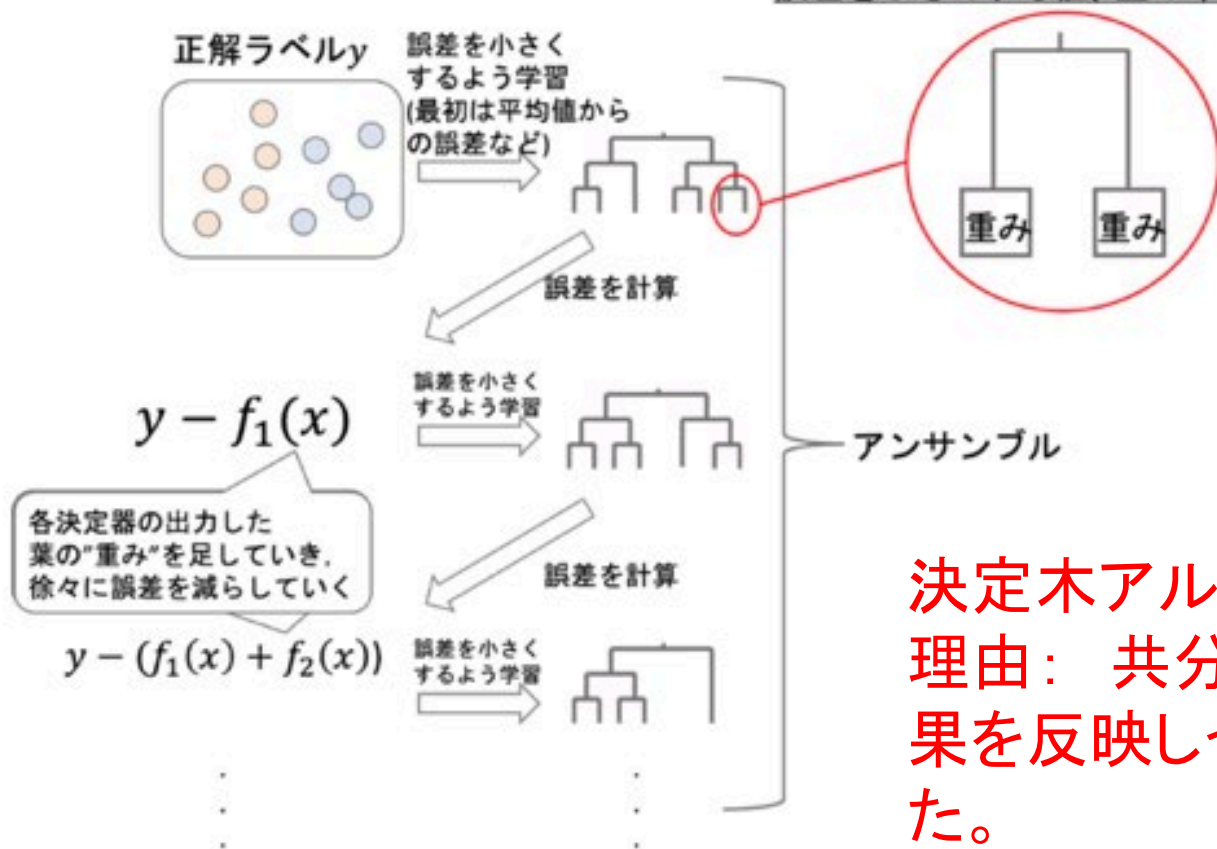 正解ラベルy
誤差を小さく
するよう学習
(最初は平均値から
の誤差など)
重み
重み
誤差を計算
y − f₁(x)
誤差を小さく
するよう学習
アンサンブル
各決定器の出力した
葉の"重み"を足していき,
徐々に誤差を減らしていく
誤差を計算
y − (f₁(x) + f₂(x))
誤差を小さく
するよう学習
決定木アル
理由： 共分
果を反映し
た。